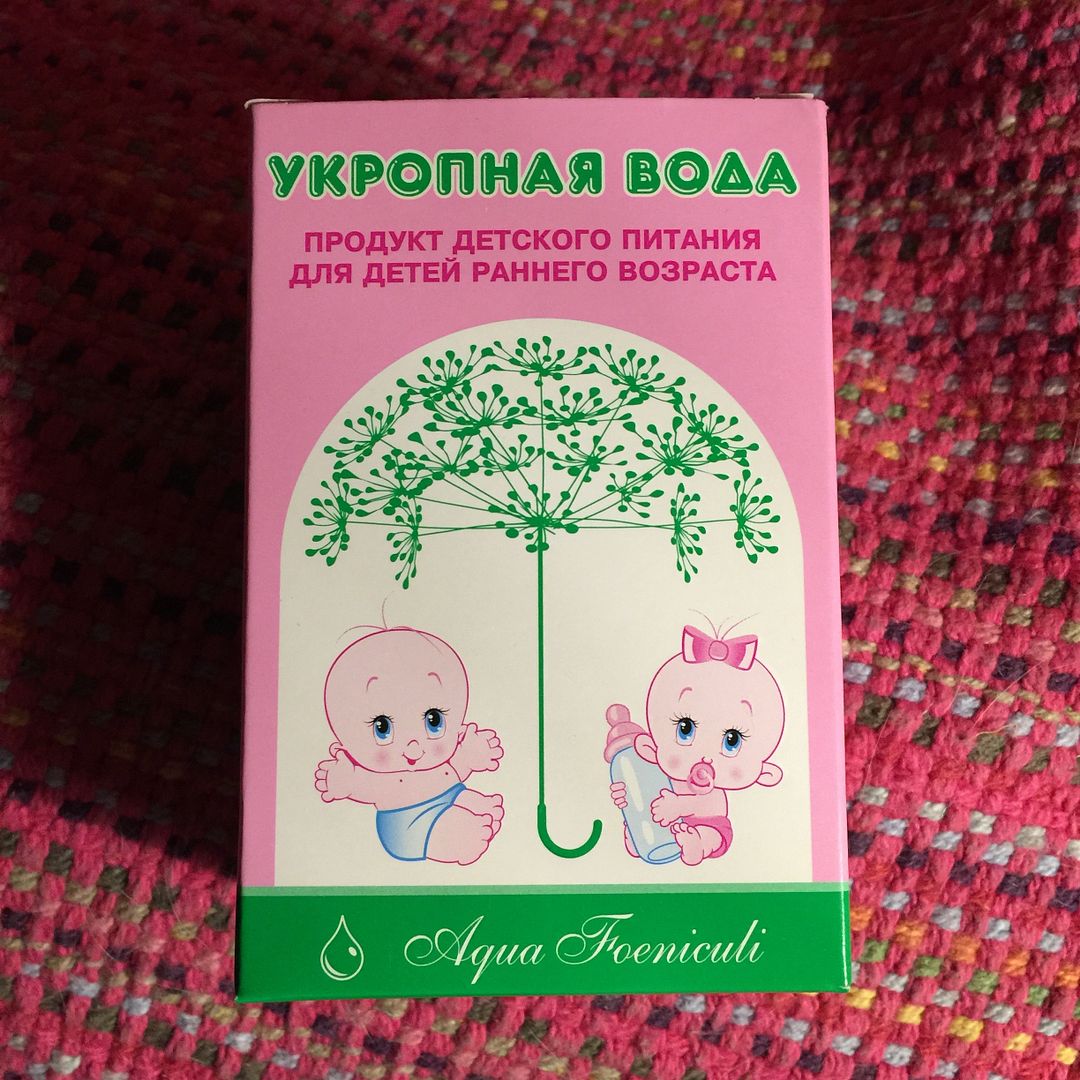 УКРОПНАЯ ВОДА
ПРОДУКТ ДЕТСКОГО ПИТАНИЯ
ДЛЯ ДЕТЕЙ РАННЕГО ВОЗРАСТА
Aqua Foeniculi